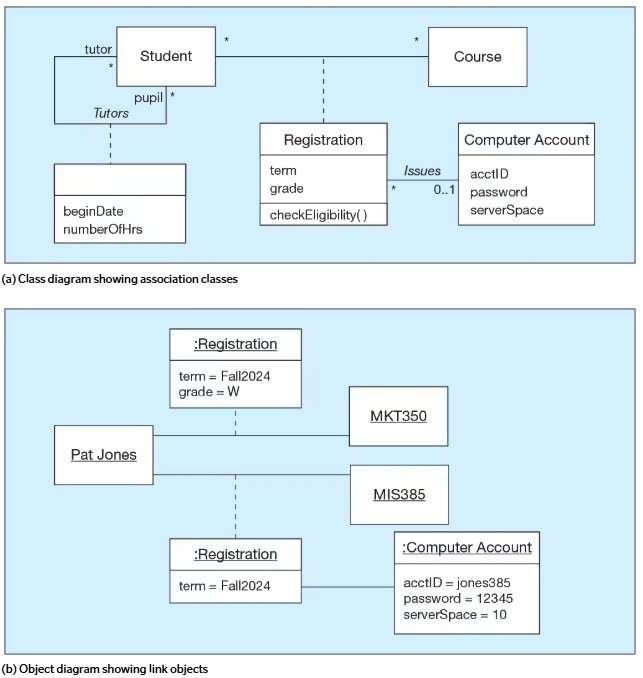 tutor
*
Student
*
*
Course
pupil
*
Tutors
beginDate
numberOfHrs
Registration
term
grade
checkEligibility( )
Issues
*
0..1
Computer Account
acctID
password
serverSpace
(a) Class diagram showing association classes
:Registration
term = Fall2024
grade = W
MKT350
Pat Jones
MIS385
:Registration
term = Fall2024
:Computer Account
acctID = jones385
password = 12345
serverSpace = 10
(b) Object diagram showing link objects